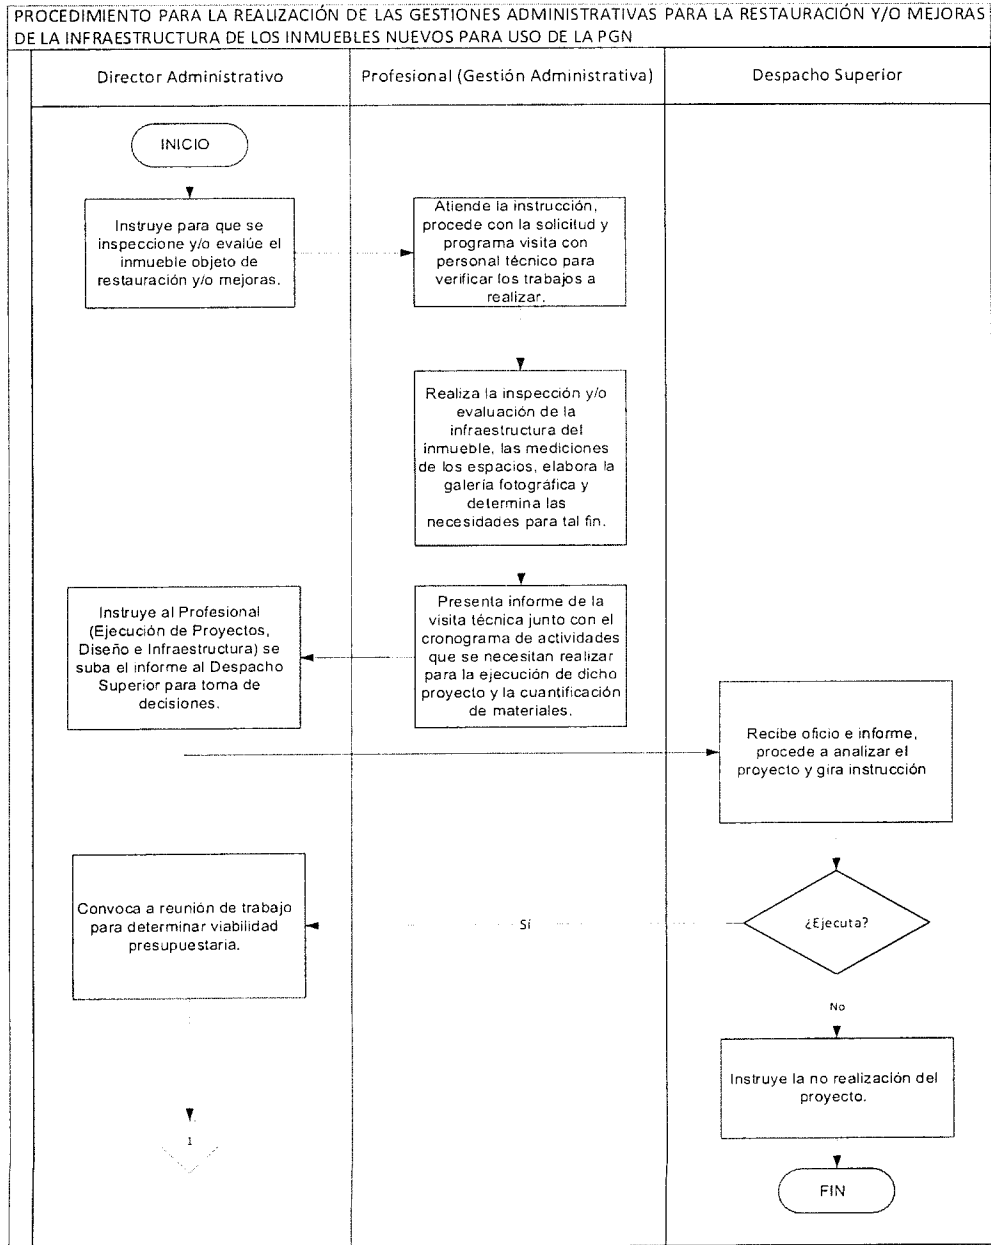 PROCEDIMIENTO PARA LA REALIZACIÓN DE LAS GESTIONES ADMINISTRATIVAS PARA LA RESTAURACIÓN Y/O MEJORAS
DE LA INFRAESTRUCTURA DE LOS INMUEBLES NUEVOS PARA USO DE LA PGN
Director Administrativo
Profesional (Gestión Administrativa)
Despacho Superior
INICIO
Instruye para que se
inspeccione y/o evalúe el
inmueble objeto de
restauración y/o mejoras.
Atiende la instrucción,
procede con la solicitud y
programa visita con
personal técnico para
verificar los trabajos a
realizar.
Realiza la inspección y/o
evaluación de la
infraestructura del
inmueble, las mediciones
de los espacios, elabora la
galería fotográfica y
determina las
necesidades para tal fin.
Presenta informe de la
visita técnica junto con el
cronograma de actividades
que se necesitan realizar
para la ejecución de dicho
proyecto y la cuantificación
de materiales.
Instruye al Profesional
(Ejecución de Proyectos,
Diseño e Infraestructura) se
suba el informe al Despacho
Superior para toma de
decisiones.
Recibe oficio e informe,
procede a analizar el
proyecto y gira instrucción
¿Ejecuta?
Sí
Convoca a reunión de trabajo
para determinar viabilidad
presupuestaria.
No
Instruye la no realización del
proyecto.
1
FIN